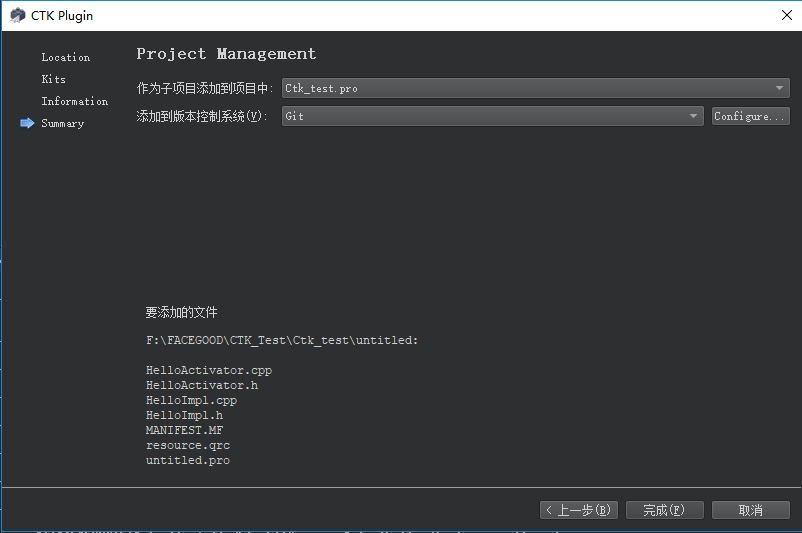 CTK Plugin
Location
Kits
Information
Summary
Project Management
作为子项目添加到项目中:
Ctk_test.pro
添加到版本控制系统(V):
Git
Configure...
要添加的文件
F:\FACEGOOD\CTK_Test\Ctk_test\untitled:
HelloActivator.cpp
HelloActivator.h
HelloImpl.cpp
HelloImpl.h
MANIFEST.MF
resource.qrc
untitled.pro
< 上一步(B)
完成(F)
取消